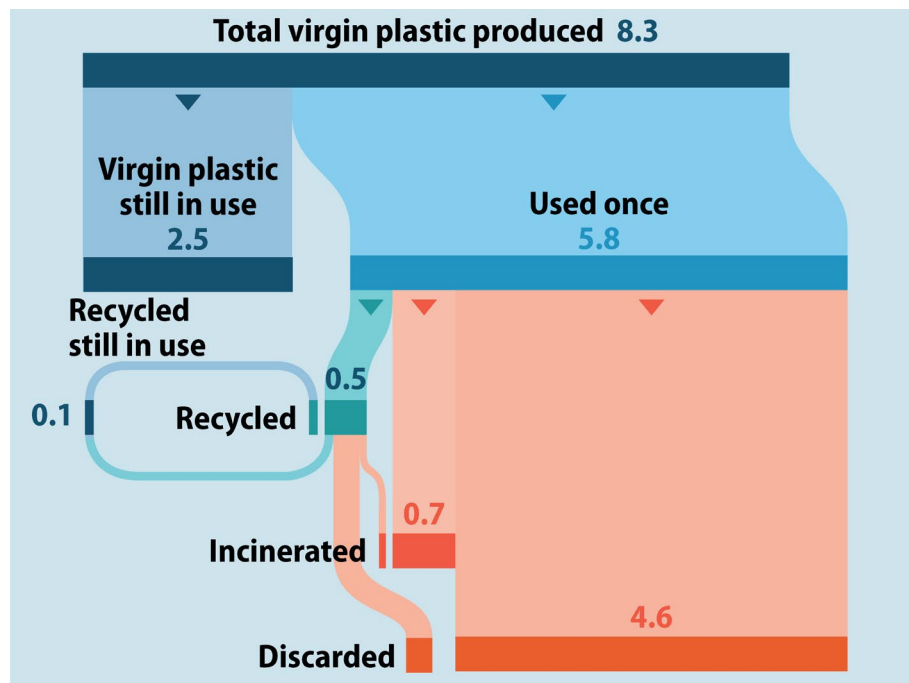 Total virgin plastic produced 8.3
Virgin plastic
still in use
2.5
Used once
5.8
Recycled
still in use
0.5
0.1
Recycled
0.7
Incinerated
4.6
Discarded